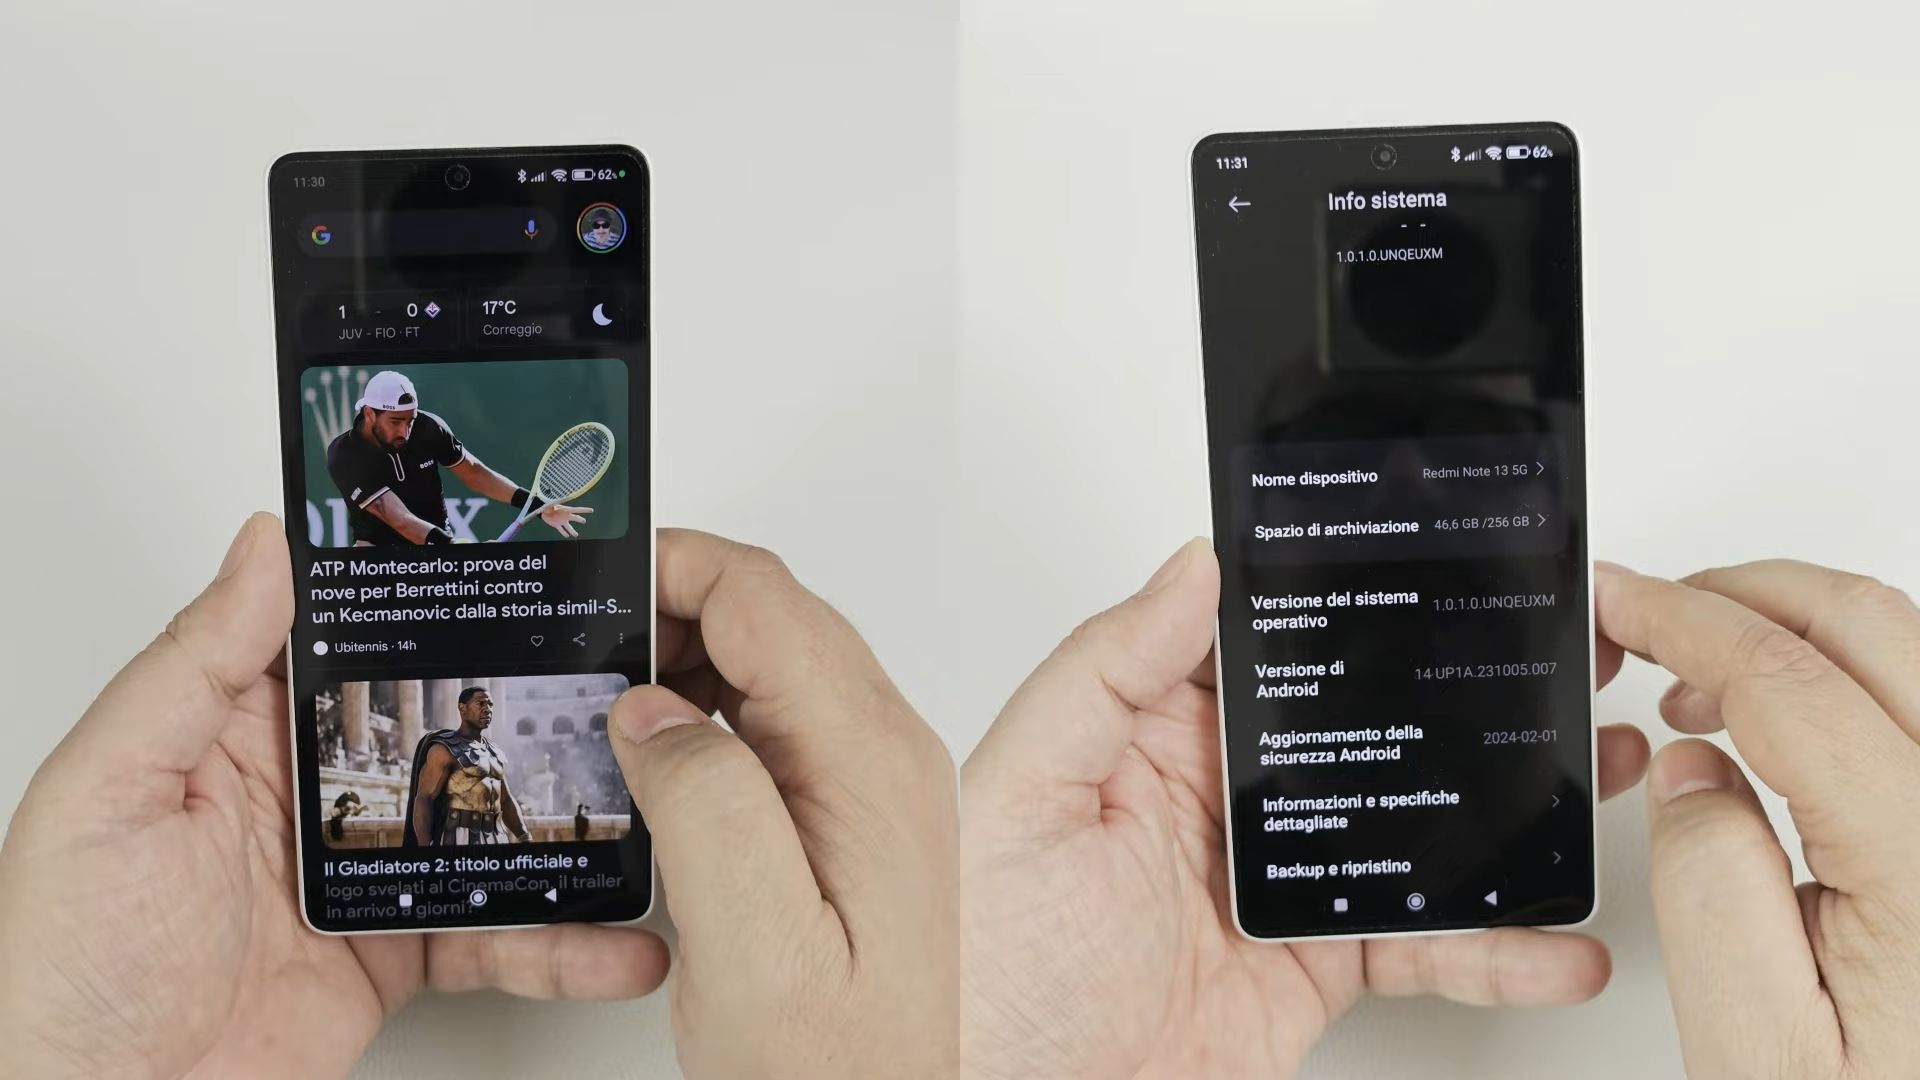 11:30
62%
G
1 - 0
JUV - FIO · FT
17°C
Correggio
BOSS
BOSS
ATP Montecarlo: prova del
nove per Berrettini contro
un Kecmanovic dalla storia simil-S...
Ubitennis · 14h
Il Gladiatore 2: titolo ufficiale e
logo svelati al CinemaCon, il trailer
in arrivo a giorni?
11:31
62%
Info sistema
1.0.1.0.UNQEUXM
Nome dispositivo Redmi Note 13 5G
Spazio di archiviazione 46,6 GB /256 GB
Versione del sistema
operativo
1.0.1.0.UNQEUXM
Versione di
Android
14 UP1A.231005.007
Aggiornamento della
sicurezza Android
2024-02-01
Informazioni e specifiche
dettagliate
Backup e ripristino